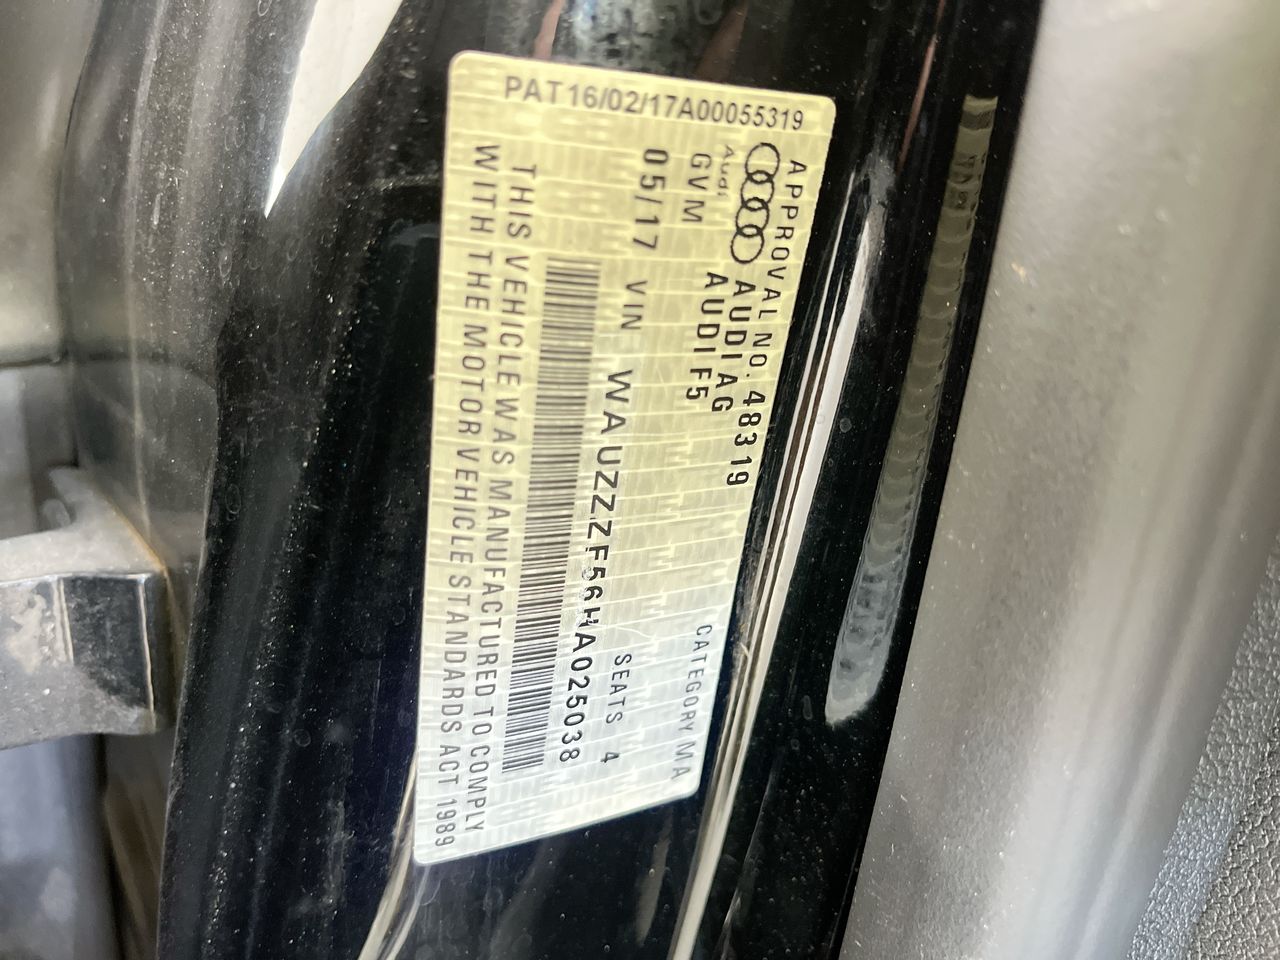 PAT16/02/17A00055319
APPROVAL NO. 48319
Audi
AUDI AG
GVM
AUDI F5
CATEGORY MA
05/17
VIN
WAUZZZF56HA025038
SEATS 4
THIS VEHICLE WAS MANUFACTURED TO COMPLY
WITH THE MOTOR VEHICLE STANDARDS ACT 1989